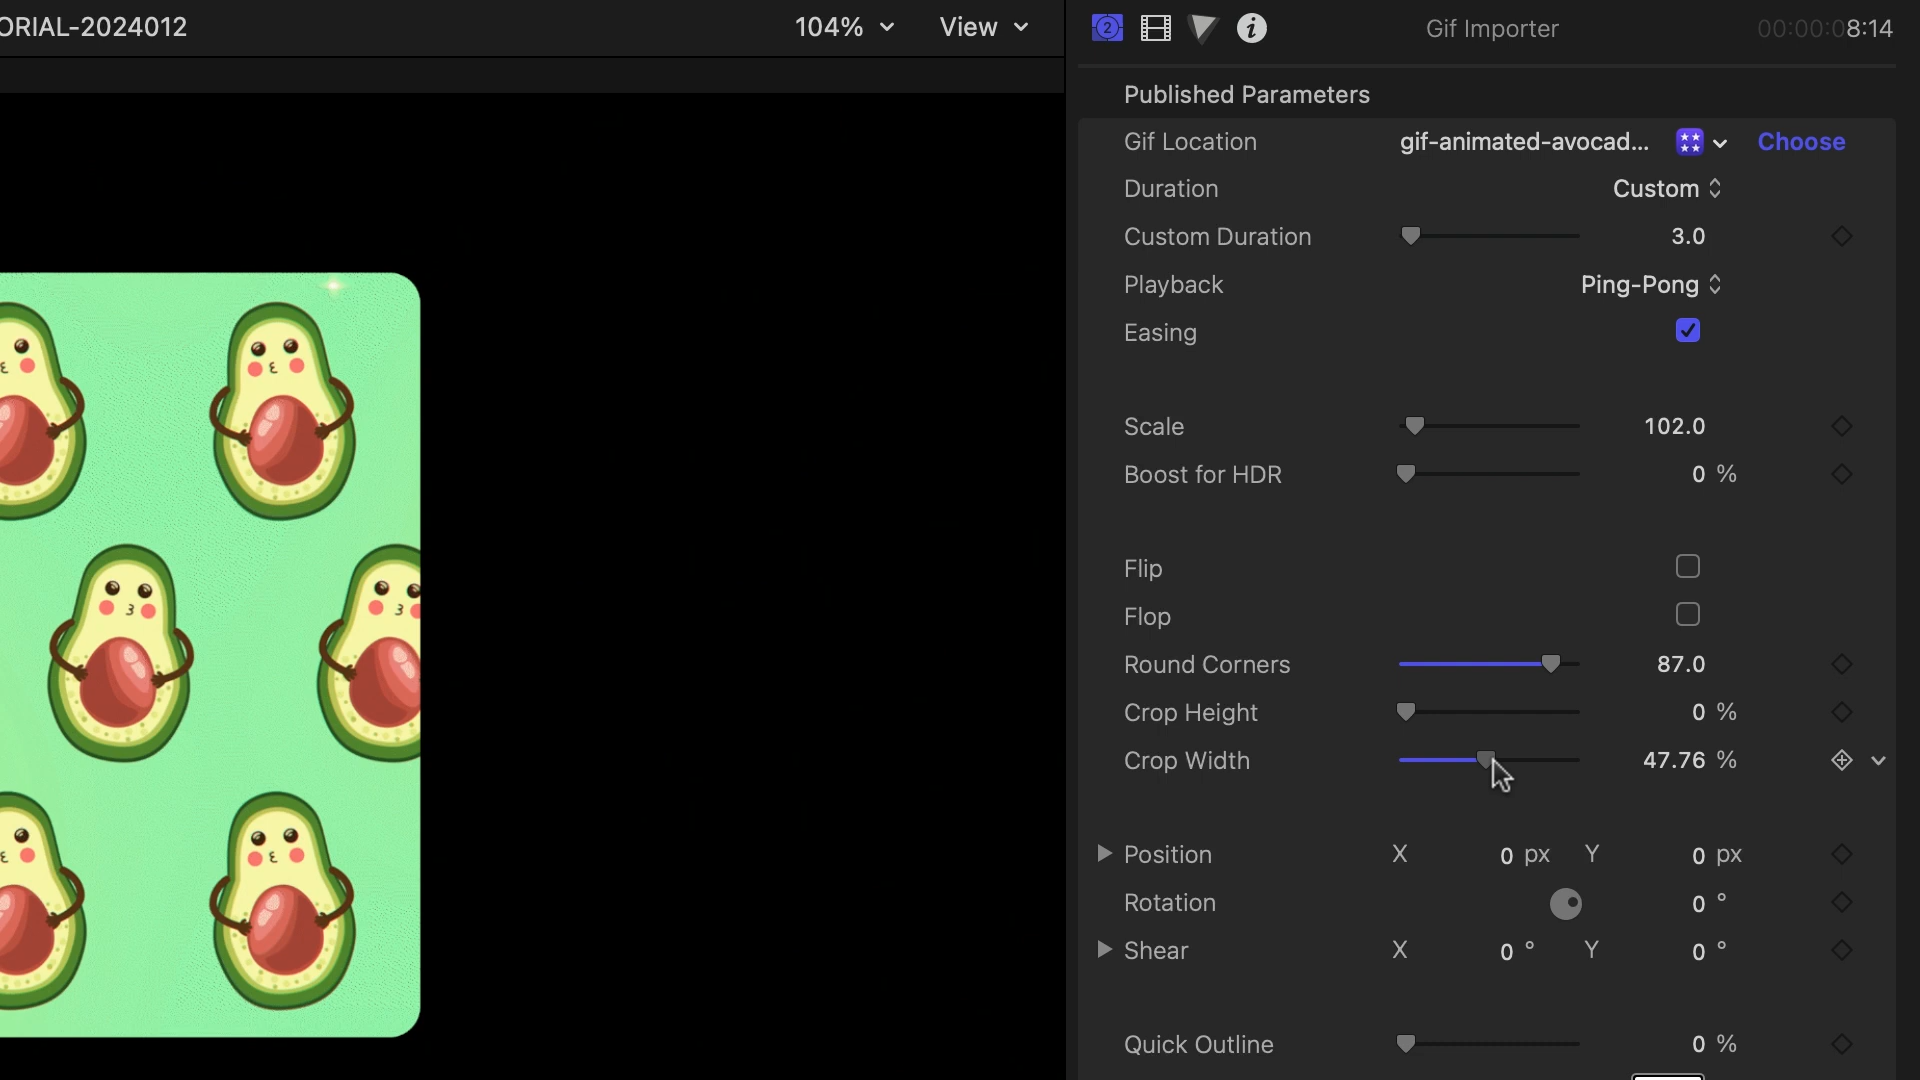 ORIAL-2024012
104%
View
2
i
Gif Importer
00:00:08:14
Published Parameters
Gif Location gif-animated-avocad... Choose
Duration Custom
Custom Duration 3.0
Playback Ping-Pong
Easing
Scale 102.0
Boost for HDR 0 %
Flip
Flop
Round Corners 87.0
Crop Height 0 %
Crop Width 47.76 %
Position X 0 px Y 0 px
Rotation 0 °
Shear X 0 ° Y 0 °
Quick Outline 0 %